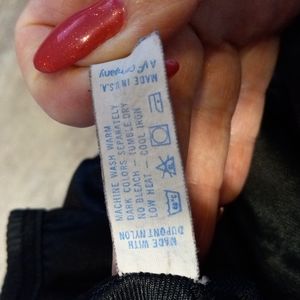 company
MADE IN U.S.A.
MACHINE WASH WARM
DARK COLORS SEPARATELY
NO BLEACH — TUMBLE DRY
LOW HEAT — COOL IRON
MADE WITH
DUPONT NYLON